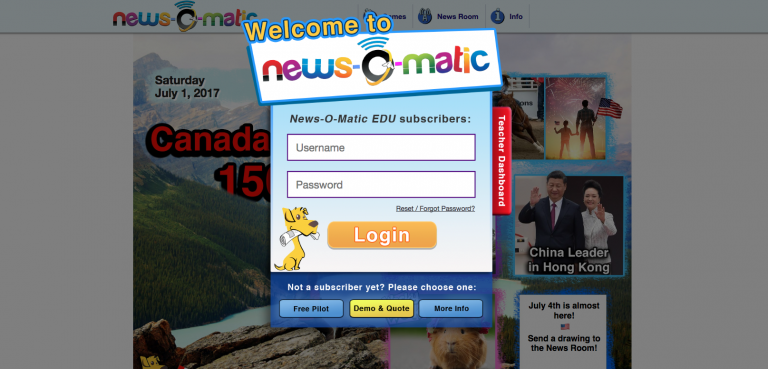 news-O-matic
Games
News Room
Info
Welcome to
news-O-matic
Saturday
July 1, 2017
Canada
150
News-O-Matic EDU subscribers:
Username
Password
Reset / Forgot Password?
Login
Teacher Dashboard
China Leader
in Hong Kong
Not a subscriber yet? Please choose one:
Free Pilot
Demo & Quote
More Info
July 4th is almost
here!
Send a drawing to
the News Room!